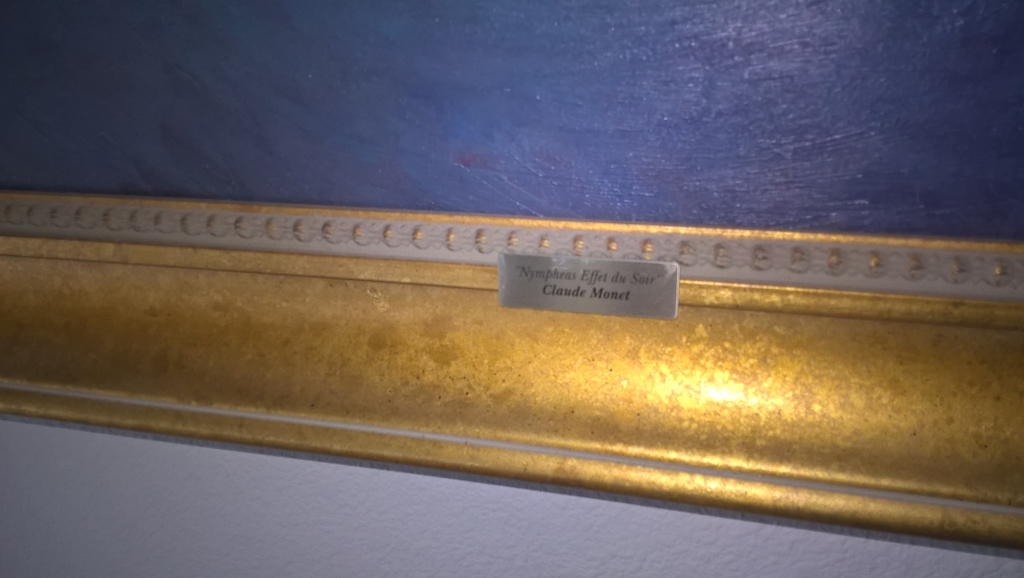 "Nympheas Effet du Soir"
Claude Monet